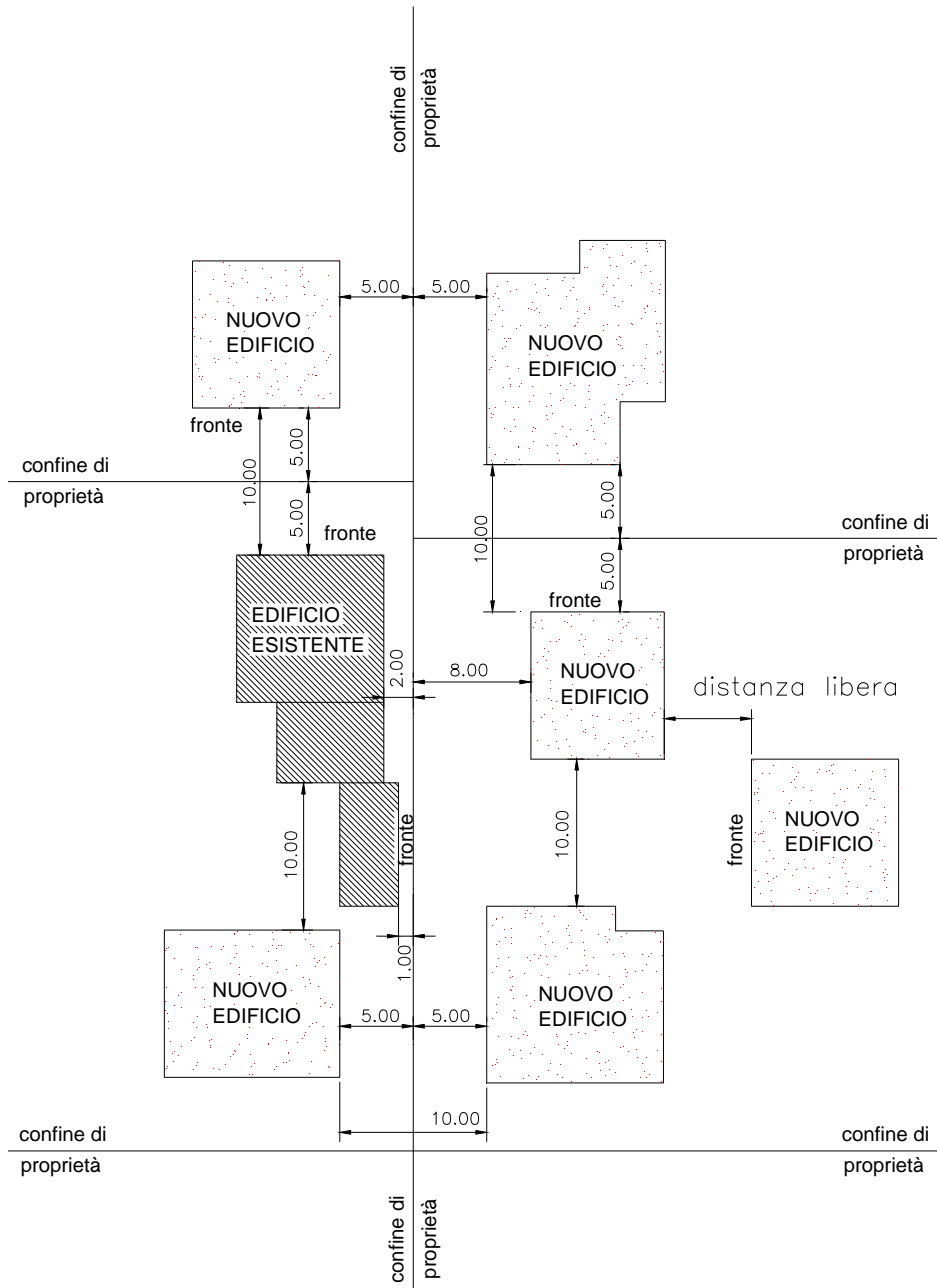 confine di
proprietà
5.00
5.00
NUOVO
EDIFICIO
NUOVO
EDIFICIO
fronte
10.00
5.00
confine di
proprietà
5.00
fronte
10.00
5.00
confine di
proprietà
5.00
fronte
EDIFICIO
ESISTENTE
2.00
8.00
NUOVO
EDIFICIO
distanza libera
10.00
fronte
10.00
fronte
NUOVO
EDIFICIO
1.00
NUOVO
EDIFICIO
5.00
5.00
NUOVO
EDIFICIO
10.00
confine di
proprietà
confine di
proprietà
confine di
proprietà